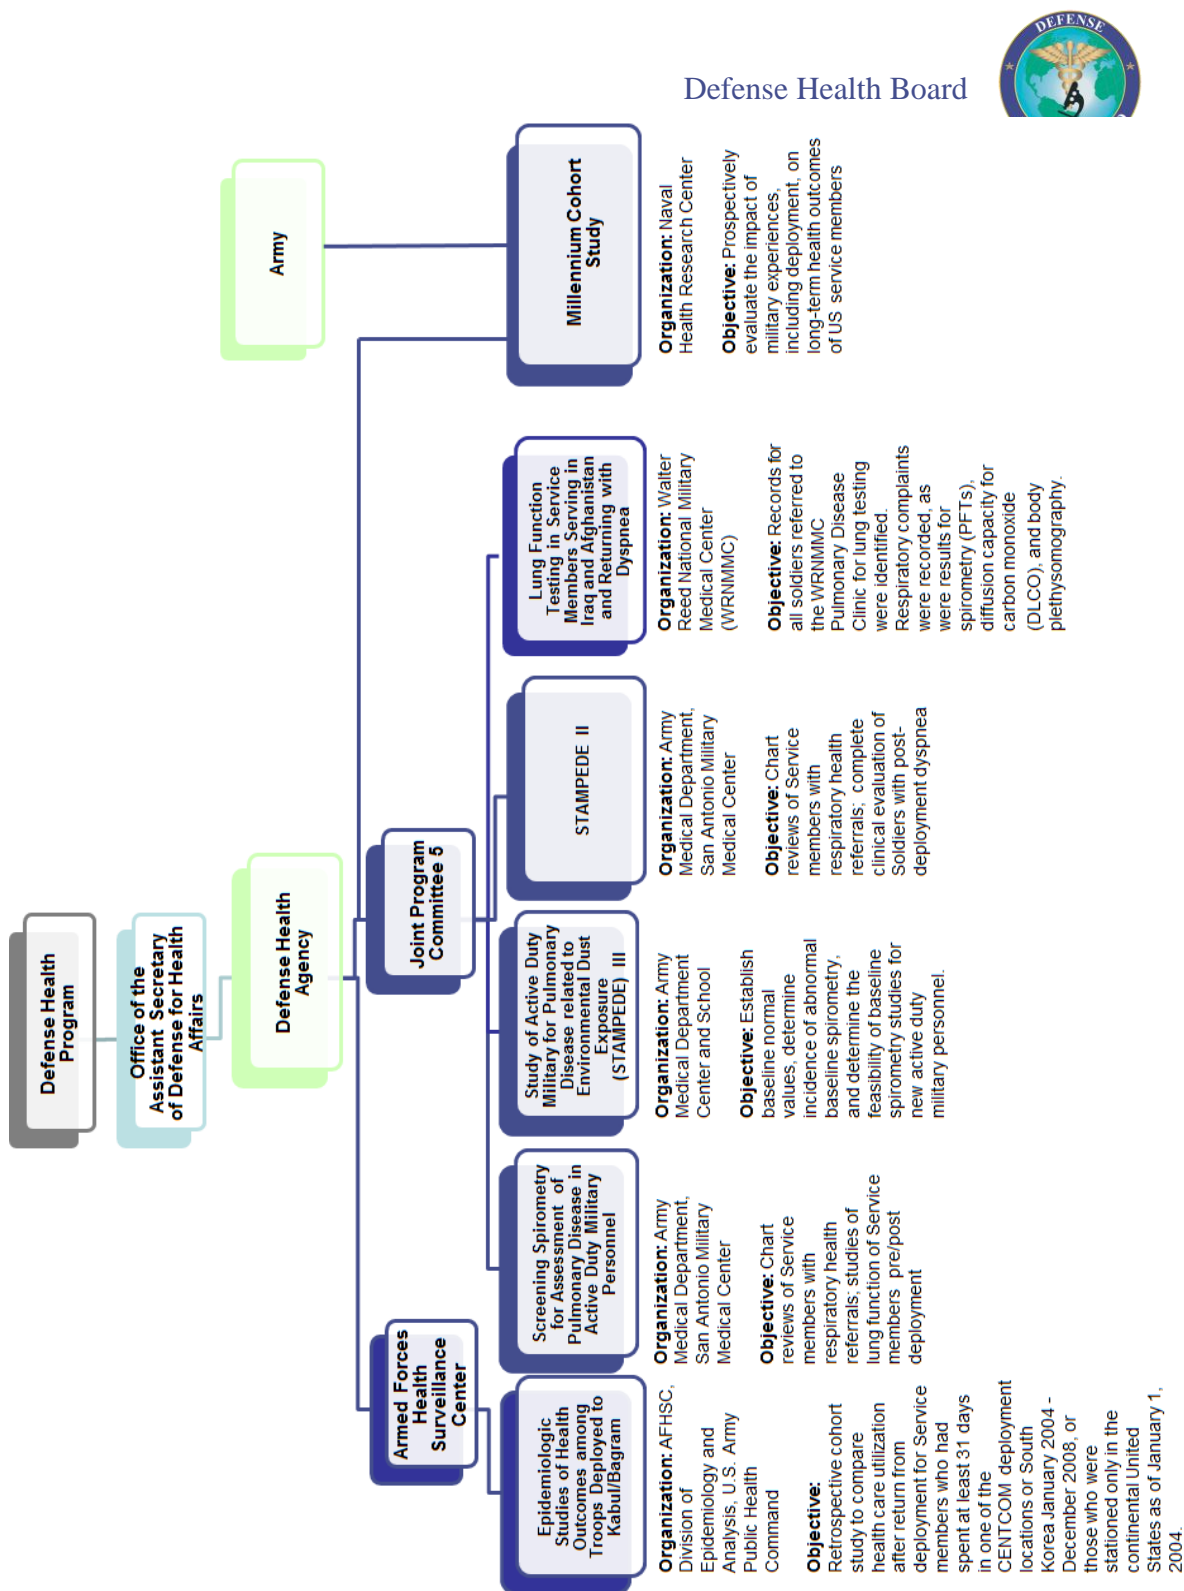 Defense Health Board
DEFENSE
Defense Health
Program
Office of the
Assistant Secretary
of Defense for Health
Affairs
Defense Health
Agency
Army
Armed Forces
Health
Surveillance
Center
Joint Program
Committee 5
Epidemiologic
Studies of Health
Outcomes among
Troops Deployed to
Kabul/Bagram
Organization: AFHSC,
Division of
Epidemiology and
Analysis, U.S. Army
Public Health
Command
Objective:
Retrospective cohort
study to compare
health care utilization
after return from
deployment for Service
members who had
spent at least 31 days
in one of the
CENTCOM deployment
locations or South
Korea January 2004 -
December 2008, or
those who were
stationed only in the
continental United
States as of January 1,
2004.
Screening Spirometry
for Assessment of
Pulmonary Disease in
Active Duty Military
Personnel
Organization: Army
Medical Department,
San Antonio Military
Medical Center
Objective: Chart
reviews of Service
members with
respiratory health
referrals; studies of
lung function of Service
members pre/post
deployment
Study of Active Duty
Military for Pulmonary
Disease related to
Environmental Dust
Exposure
(STAMPEDE) III
Organization: Army
Medical Department
Center and School
Objective: Establish
baseline normal
values, determine
incidence of abnormal
baseline spirometry,
and determine the
feasibility of baseline
spirometry studies for
new active duty
military personnel.
STAMPEDE II
Organization: Army
Medical Department,
San Antonio Military
Medical Center
Objective: Chart
reviews of Service
members with
respiratory health
referrals; complete
clinical evaluation of
Soldiers with post-
deployment dyspnea
Lung Function
Testing in Service
Members Serving in
Iraq and Afghanistan
and Returning with
Dyspnea
Organization: Walter
Reed National Military
Medical Center
(WRNMMC)
Objective: Records for
all soldiers referred to
the WRNMMC
Pulmonary Disease
Clinic for lung testing
were identified.
Respiratory complaints
were recorded, as
were results for
spirometry (PFTs),
diffusion capacity for
carbon monoxide
(DLCO), and body
plethysomography.
Millennium Cohort
Study
Organization: Naval
Health Research Center
Objective: Prospectively
evaluate the impact of
military experiences,
including deployment, on
long-term health outcomes
of US service members